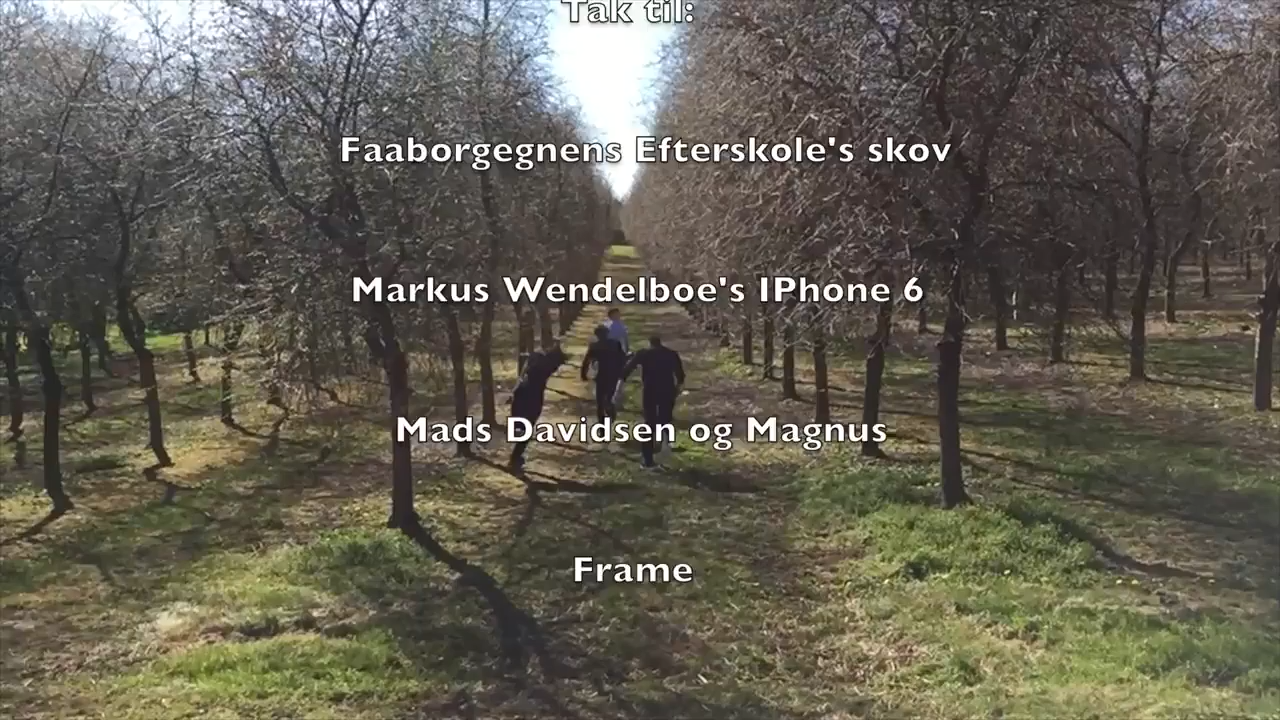 Tak til:
Faaborgegnens Efterskole's skov
Markus Wendelboe's IPhone 6
Mads Davidsen og Magnus
Frame